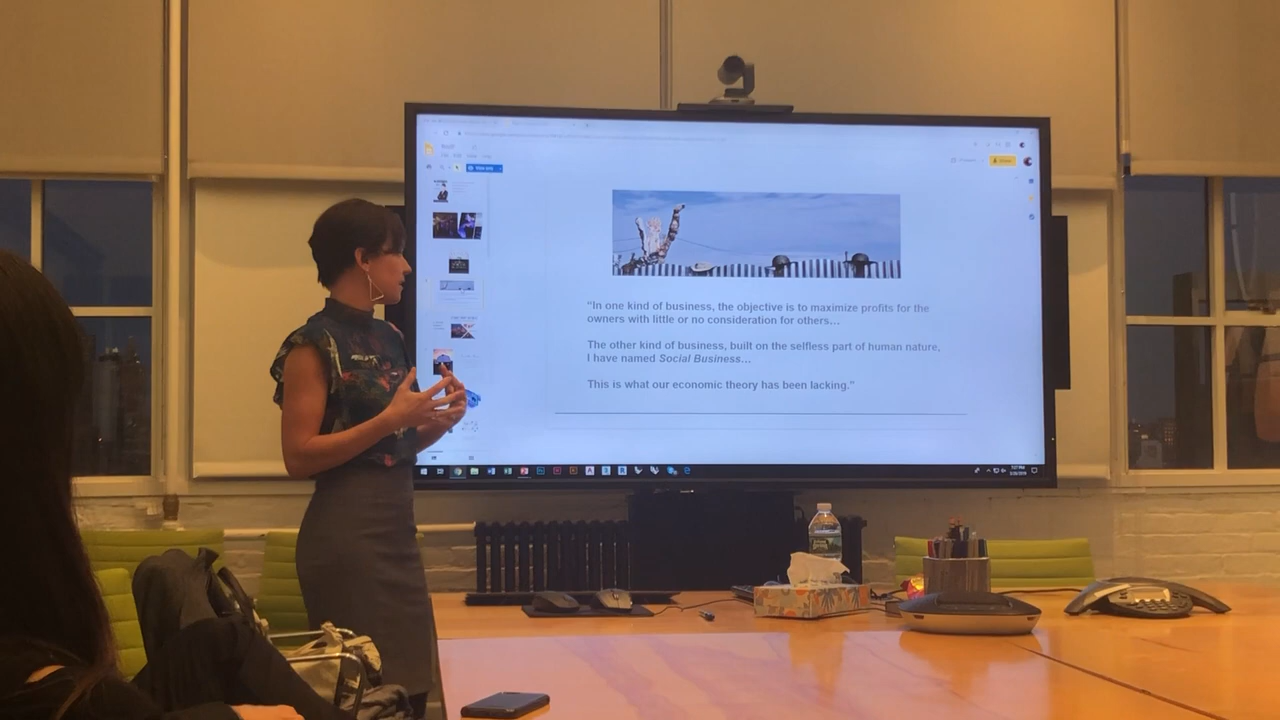 View only
“In one kind of business, the objective is to maximize profits for the
owners with little or no consideration for others…
The other kind of business, built on the selfless part of human nature,
I have named Social Business…
This is what our economic theory has been lacking.”